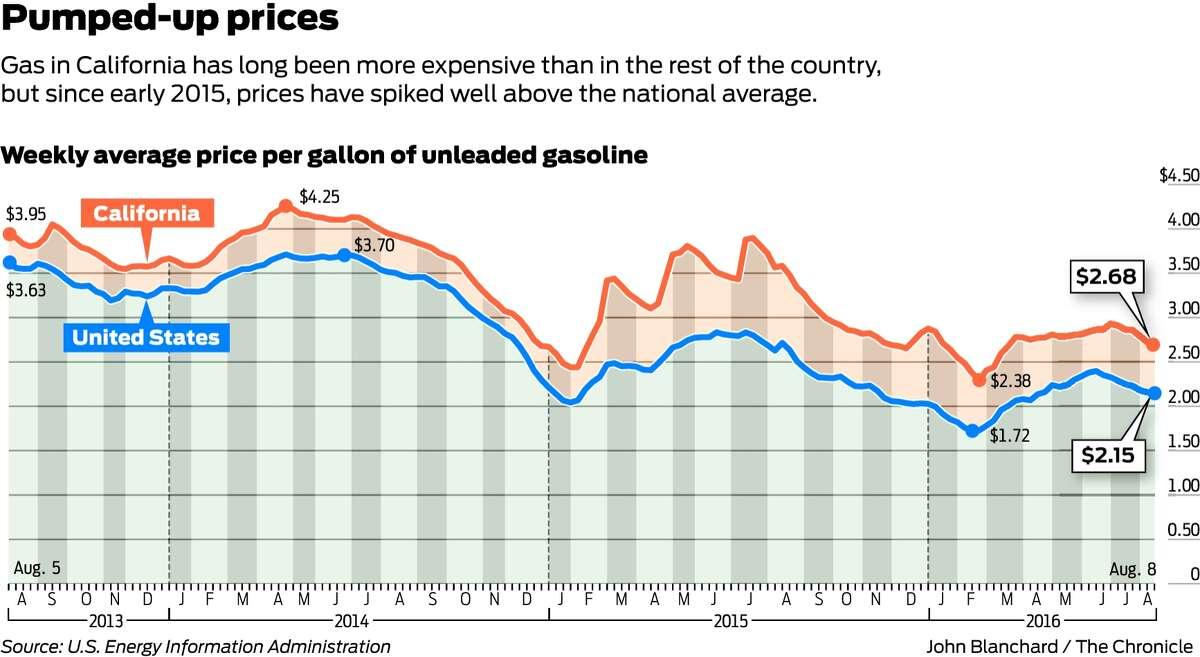 Pumped-up prices
Gas in California has long been more expensive than in the rest of the country,
but since early 2015, prices have spiked well above the national average.
Weekly average price per gallon of unleaded gasoline
$4.50
4.00
3.50
3.00
2.50
2.00
1.50
1.00
0.50
0
$3.95
California
$4.25
$3.70
$3.63
United States
$2.68
$2.38
$1.72
$2.15
Aug. 5
Aug. 8
A S O N D J F M A M J J A S O N D J F M A M J J A S O N D J F M A M J J A
2013 2014 2015 2016
Source: U.S. Energy Information Administration
John Blanchard / The Chronicle